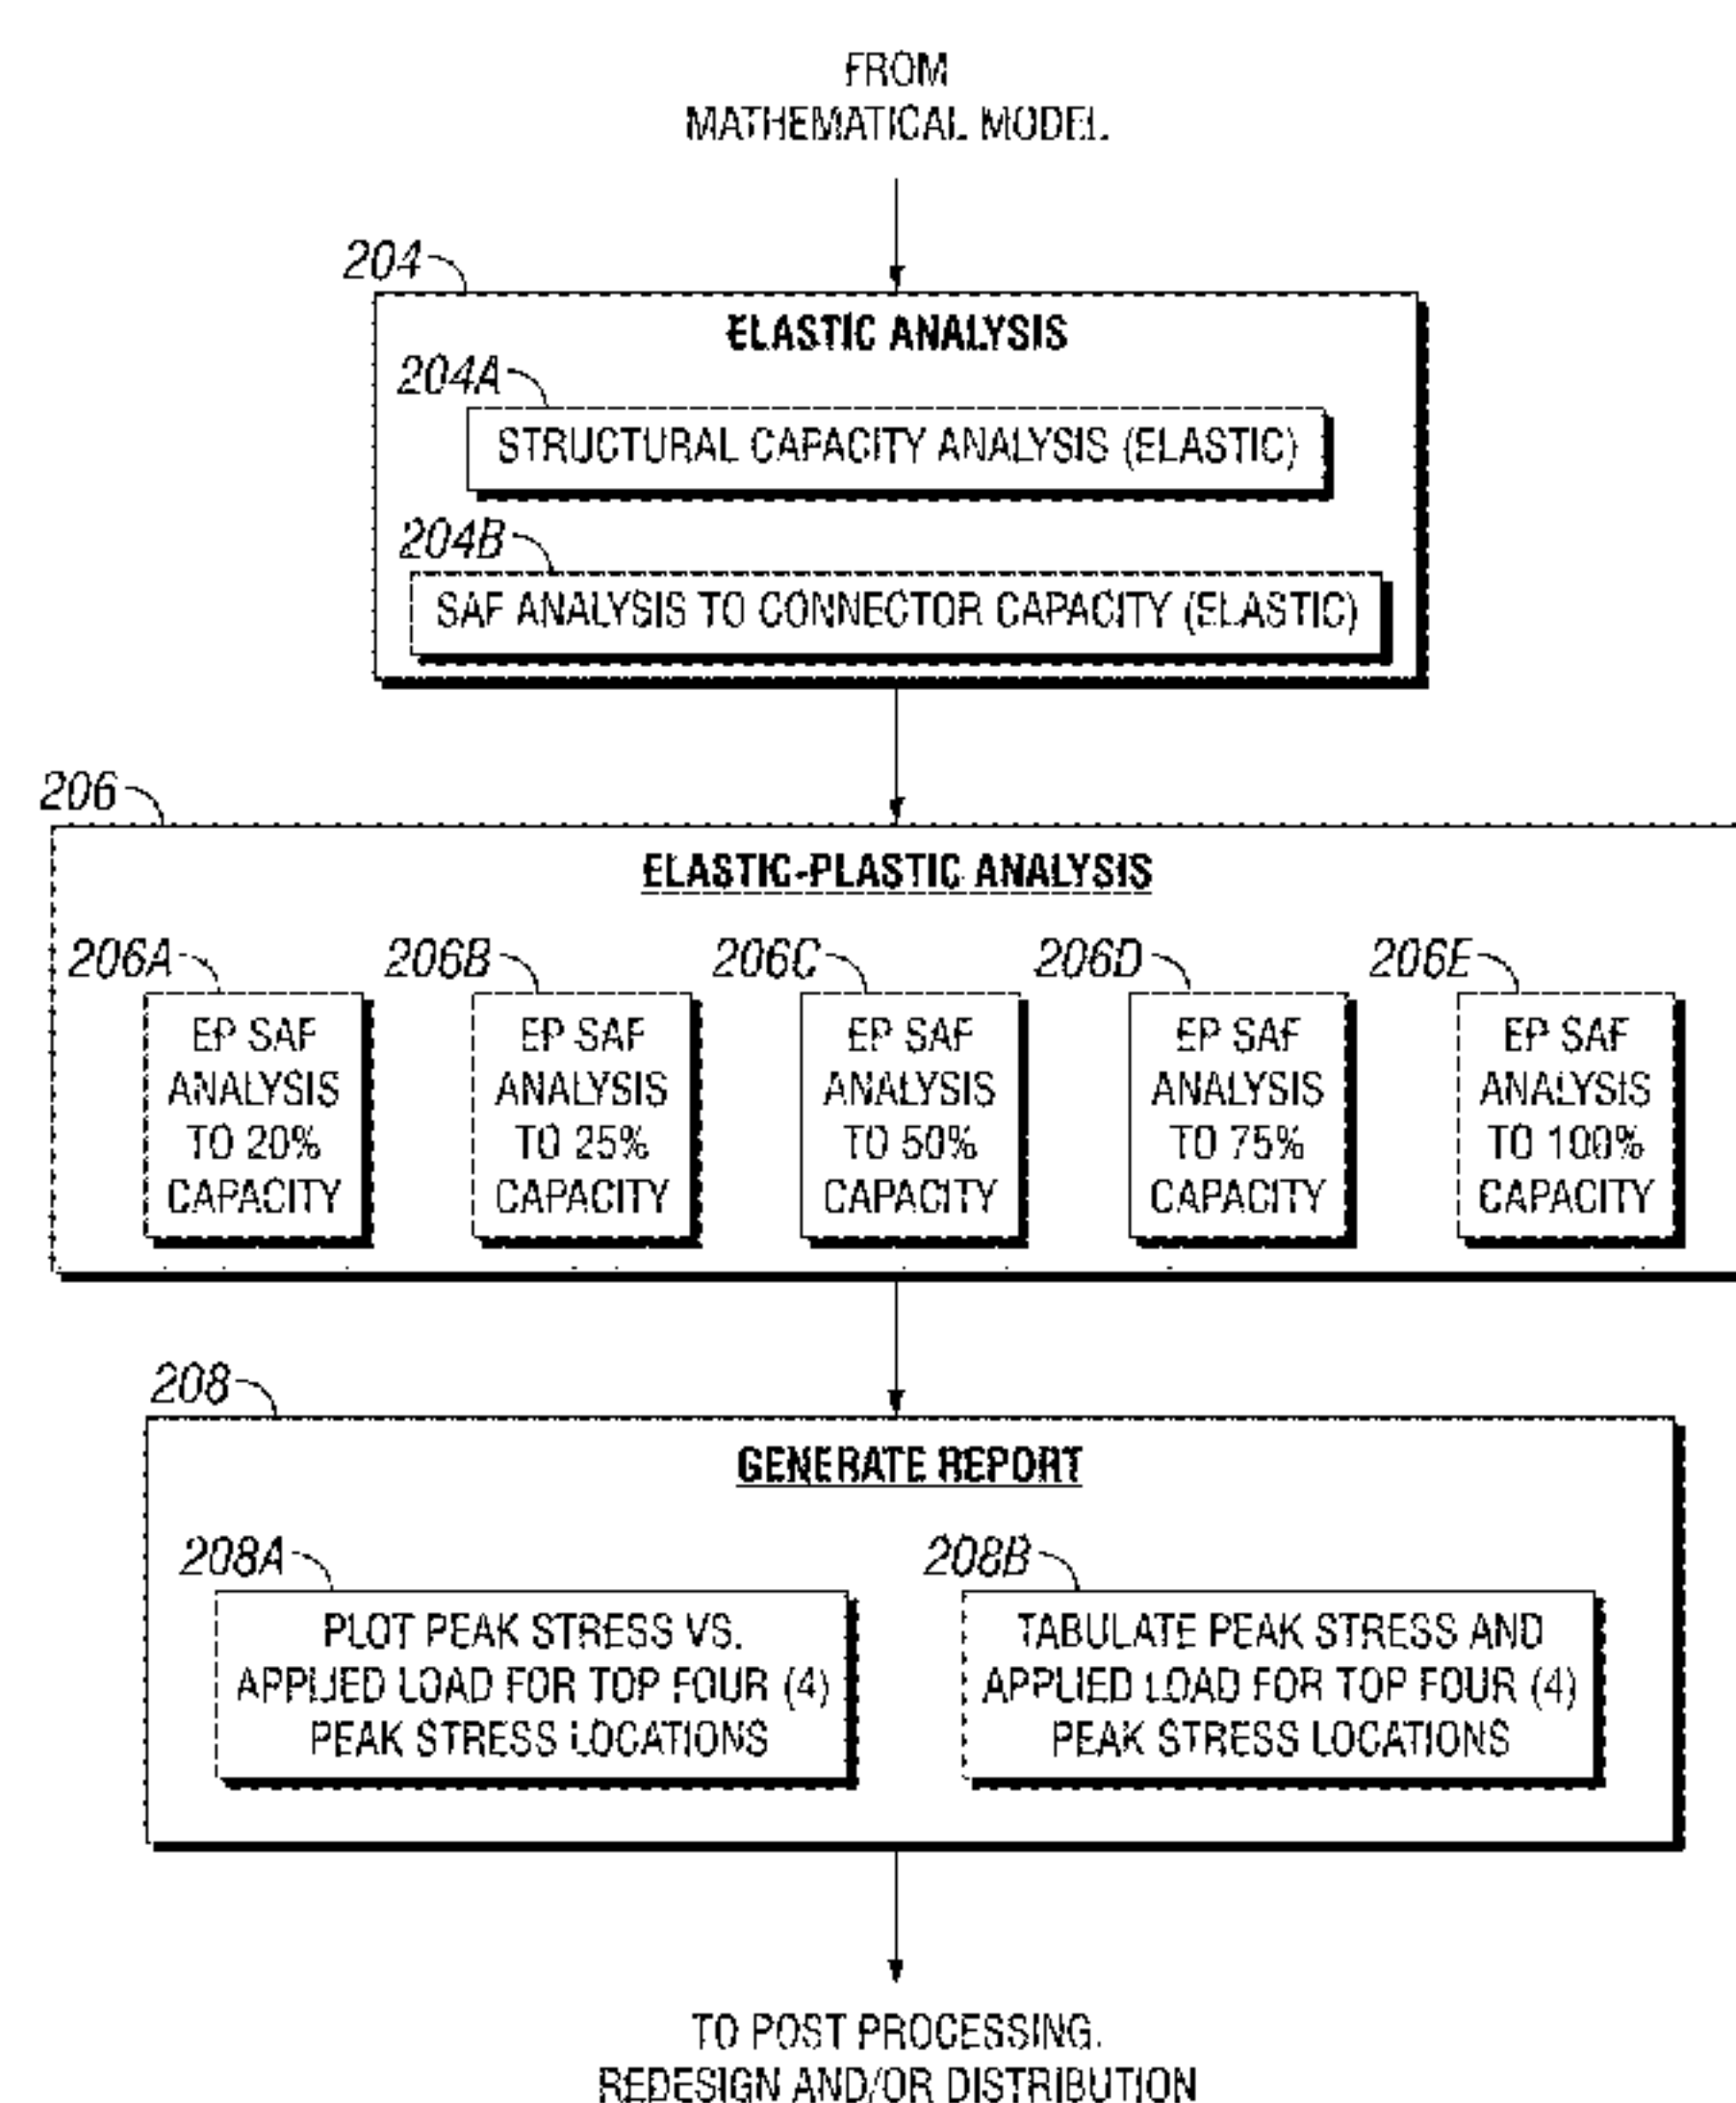 FROM
MATHEMATICAL MODEL
204
ELASTIC ANALYSIS
204A
STRUCTURAL CAPACITY ANALYSIS (ELASTIC)
204B
SAF ANALYSIS TO CONNECTOR CAPACITY (ELASTIC)
206
ELASTIC-PLASTIC ANALYSIS
206A
EP SAF
ANALYSIS
TO 20%
CAPACITY
206B
EP SAF
ANALYSIS
TO 25%
CAPACITY
206C
EP SAF
ANALYSIS
TO 50%
CAPACITY
206D
EP SAF
ANALYSIS
TO 75%
CAPACITY
206E
EP SAF
ANALYSIS
TO 100%
CAPACITY
208
GENERATE REPORT
208A
PLOT PEAK STRESS VS.
APPLIED LOAD FOR TOP FOUR (4)
PEAK STRESS LOCATIONS
208B
TABULATE PEAK STRESS AND
APPLIED LOAD FOR TOP FOUR (4)
PEAK STRESS LOCATIONS
TO POST PROCESSING.
REDESIGN AND/OR DISTRIBUTION